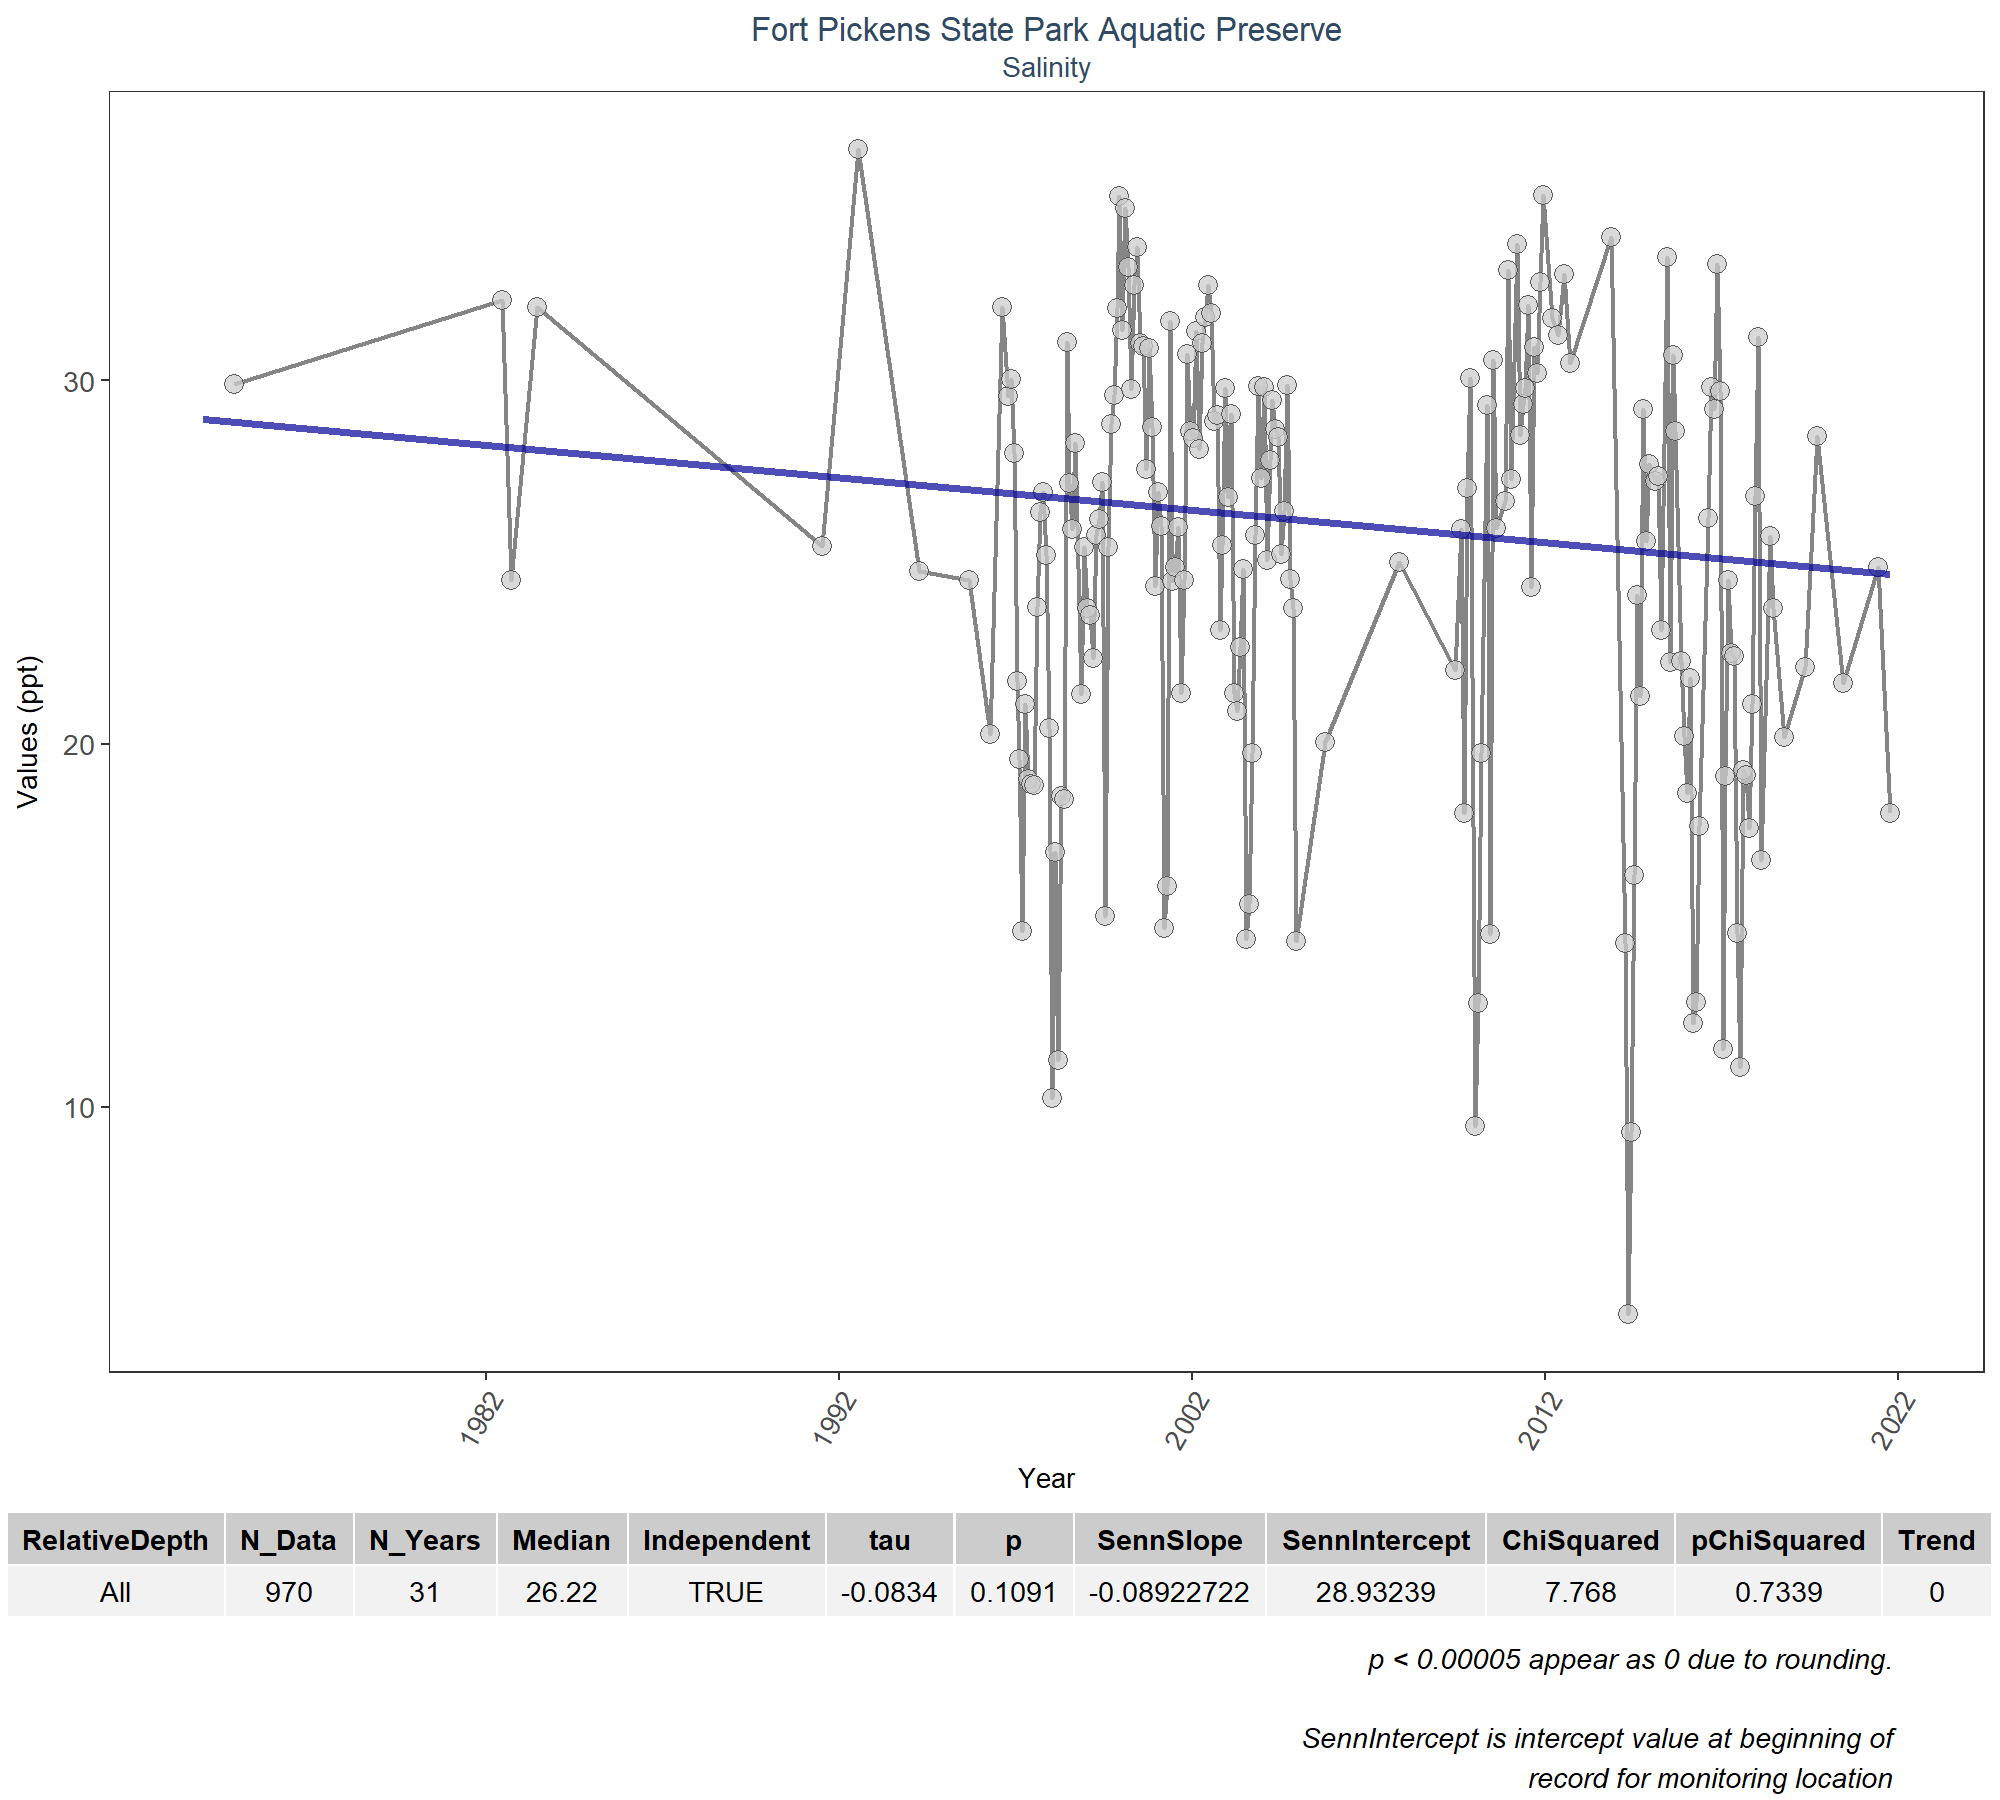 Fort Pickens State Park Aquatic Preserve
Salinity
Values (ppt)
30
20
10
1982
1992
2002
2012
2022
Year
RelativeDepth N_Data N_Years Median Independent tau p SennSlope SennIntercept ChiSquared pChiSquared Trend
All 970 31 26.22 TRUE -0.0834 0.1091 -0.08922722 28.93239 7.768 0.7339 0
p < 0.00005 appear as 0 due to rounding.
SennIntercept is intercept value at beginning of
record for monitoring location